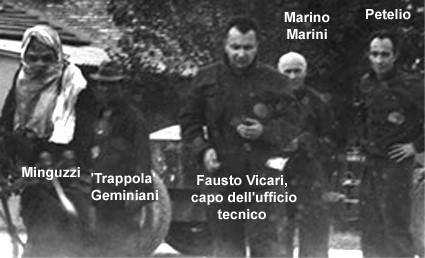 Marino
Marini
Petelio
Minguzzi
'Trappola'
Geminiani
Fausto Vicari,
capo dell'ufficio
tecnico